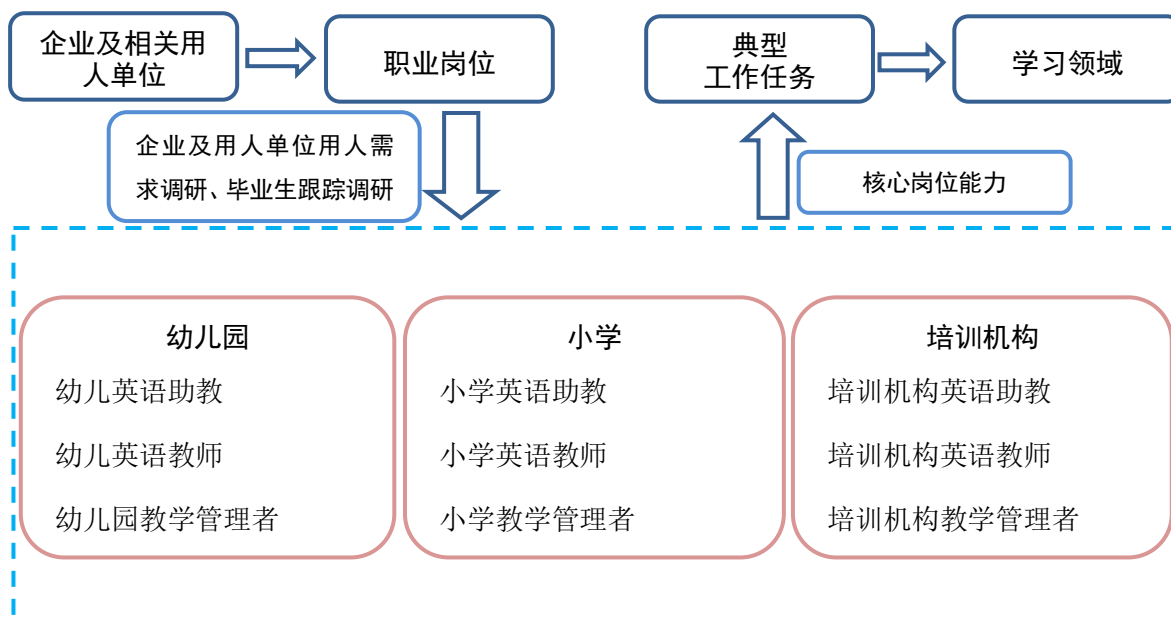 企业及相关用
人单位
职业岗位
典型
工作任务
学习领域
企业及用人单位用人需
求调研、毕业生跟踪调研
核心岗位能力
幼儿园
幼儿英语助教
幼儿英语教师
幼儿园教学管理者
小学
小学英语助教
小学英语教师
小学教学管理者
培训机构
培训机构英语助教
培训机构英语教师
培训机构教学管理者